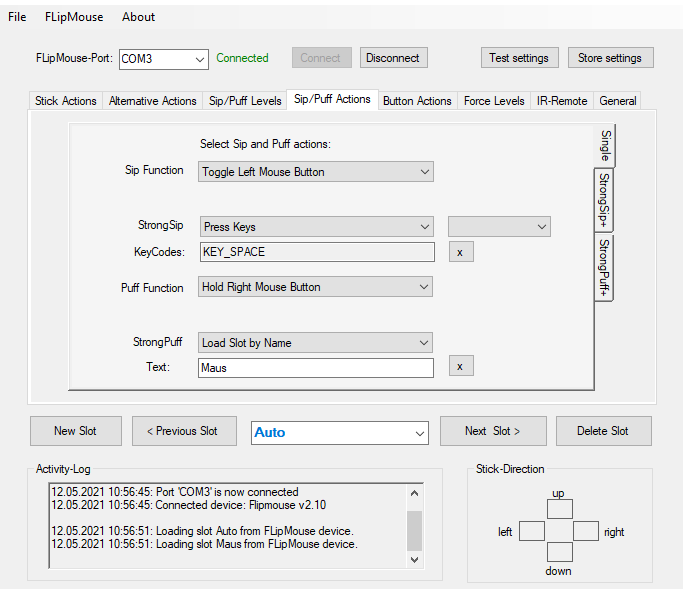 File FLipMouse About
FLipMouse-Port: COM3 Connected Connect Disconnect Test settings Store settings
Stick Actions Alternative Actions Sip/Puff Levels Sip/Puff Actions Button Actions Force Levels IR-Remote General
Select Sip and Puff actions:
Sip Function Toggle Left Mouse Button
StrongSip Press Keys
KeyCodes: KEY_SPACE x
Puff Function Hold Right Mouse Button
StrongPuff Load Slot by Name
Text: Maus x
Single
StrongSip+
StrongPuff+
New Slot < Previous Slot Auto Next Slot > Delete Slot
Activity-Log
12.05.2021 10:56:45: Port 'COM3' is now connected
12.05.2021 10:56:45: Connected device: Flipmouse v2.10
12.05.2021 10:56:51: Loading slot Auto from FLipMouse device.
12.05.2021 10:56:51: Loading slot Maus from FLipMouse device.
Stick-Direction
up
left right
down